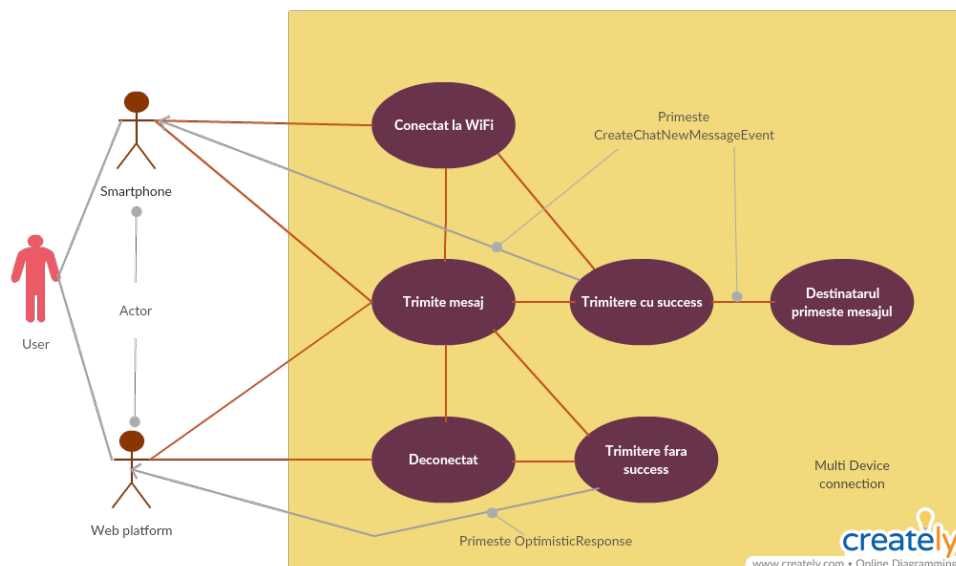 Conectat la WiFi
Primeste
CreateChatNewMessageEvent
Smartphone
Trimite mesaj
Trimitere cu success
Destinatarul
primeste mesajul
Actor
User
Deconectat
Trimitere fara
success
Multi Device
connection
Web platform
Primeste OptimisticResponse
creately
www.creately.com • Online Diagramming